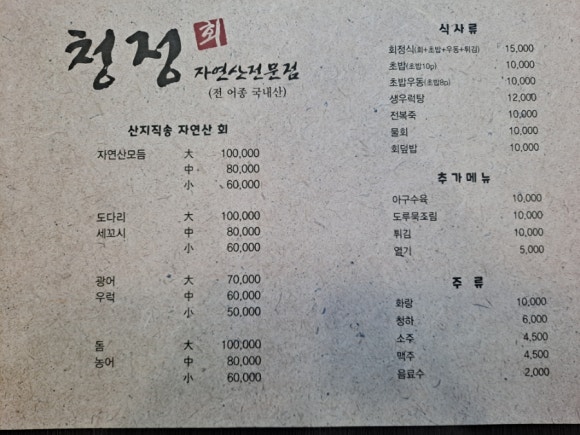 청정 회
자연산전문점
(전 어종 국내산)
산지직송 자연산 회
자연산모듬 大 100,000
中 80,000
小 60,000
도다리 大 100,000
세꼬시 中 80,000
小 60,000
광어 大 70,000
우럭 中 60,000
小 50,000
돔 大 100,000
농어 中 80,000
小 60,000
식사류
회정식(회+초밥+우동+튀김) 15,000
초밥(초밥10p) 10,000
초밥우동(초밥8p) 10,000
생우럭탕 12,000
전복죽 10,000
물회 10,000
회덮밥 10,000
추가메뉴
아구수육 10,000
도루묵조림 10,000
튀김 10,000
열기 5,000
주 류
화랑 10,000
청하 6,000
소주 4,500
맥주 4,500
음료수 2,000